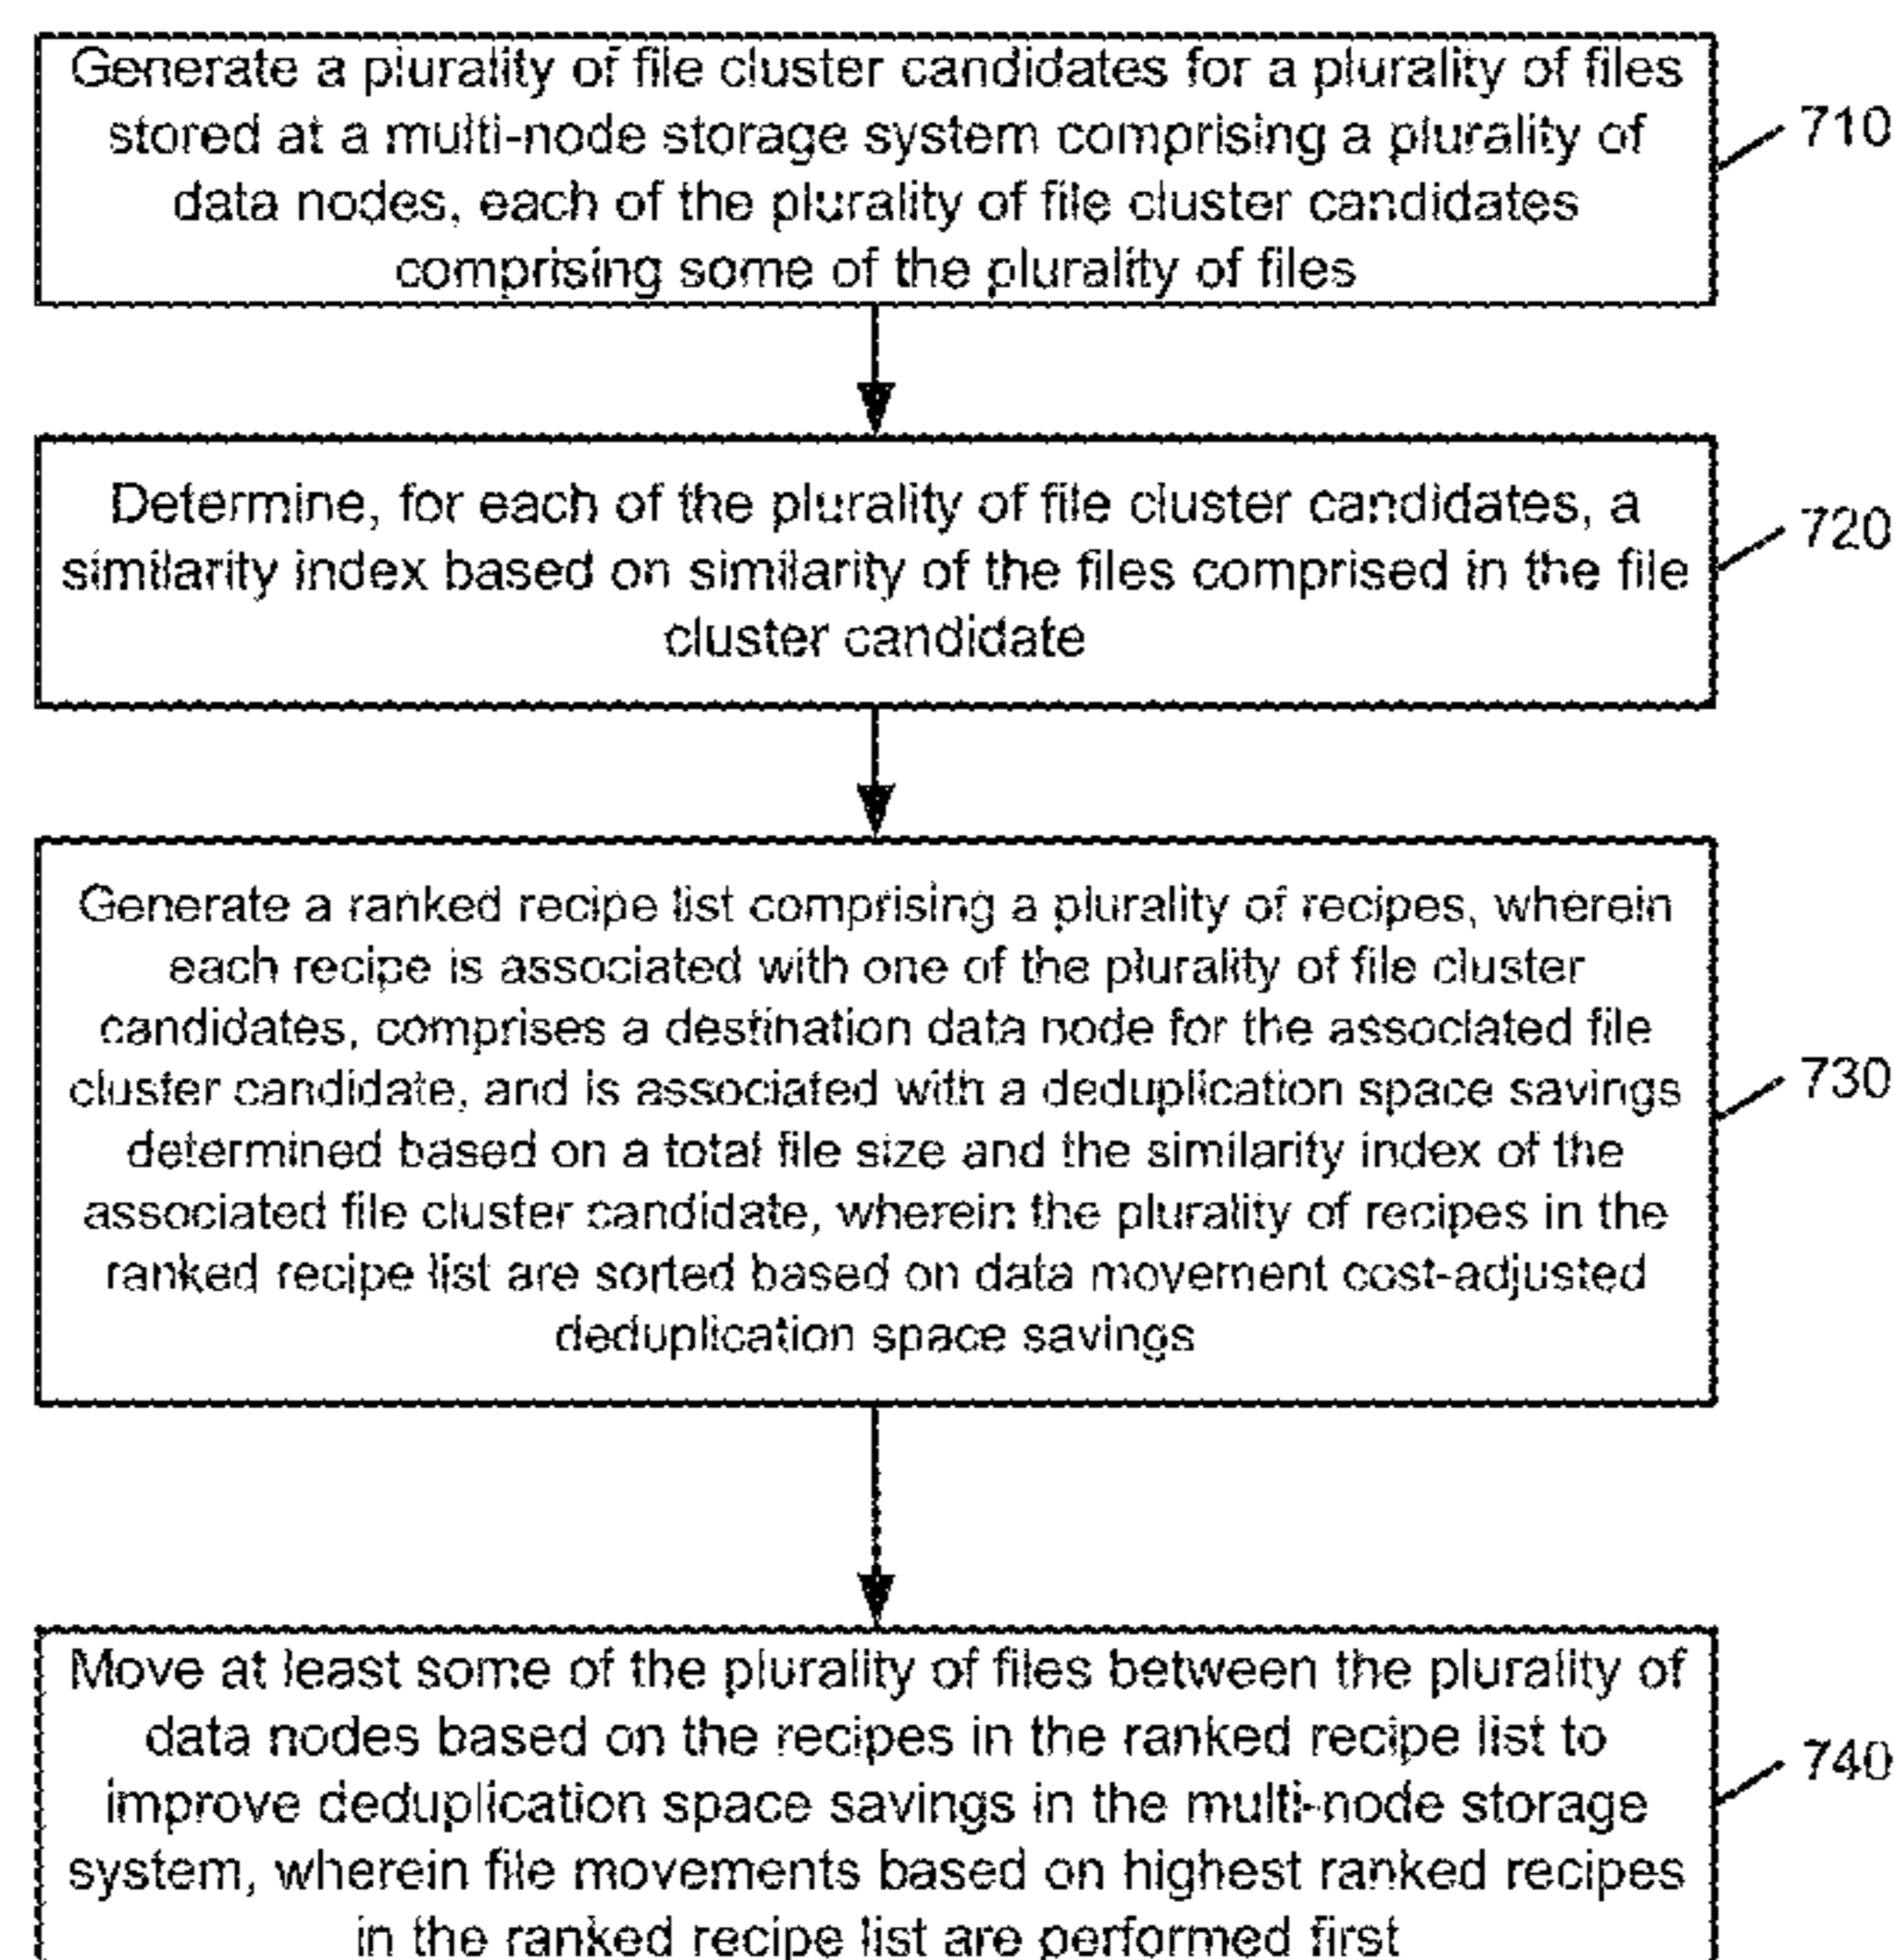 Generate a plurality of file cluster candidates for a plurality of files
stored at a multi-node storage system comprising a plurality of
data nodes, each of the plurality of file cluster candidates
comprising some of the plurality of files
710
Determine, for each of the plurality of file cluster candidates, a
similarity index based on similarity of the files comprised in the file
cluster candidate
720
Generate a ranked recipe list comprising a plurality of recipes, wherein
each recipe is associated with one of the plurality of file cluster
candidates, comprises a destination data node for the associated file
cluster candidate, and is associated with a deduplication space savings
determined based on a total file size and the similarity index of the
associated file cluster candidate, wherein the plurality of recipes in the
ranked recipe list are sorted based on data movement cost-adjusted
deduplication space savings
730
Move at least some of the plurality of files between the plurality of
data nodes based on the recipes in the ranked recipe list to
improve deduplication space savings in the multi-node storage
system, wherein file movements based on highest ranked recipes
in the ranked recipe list are performed first
740